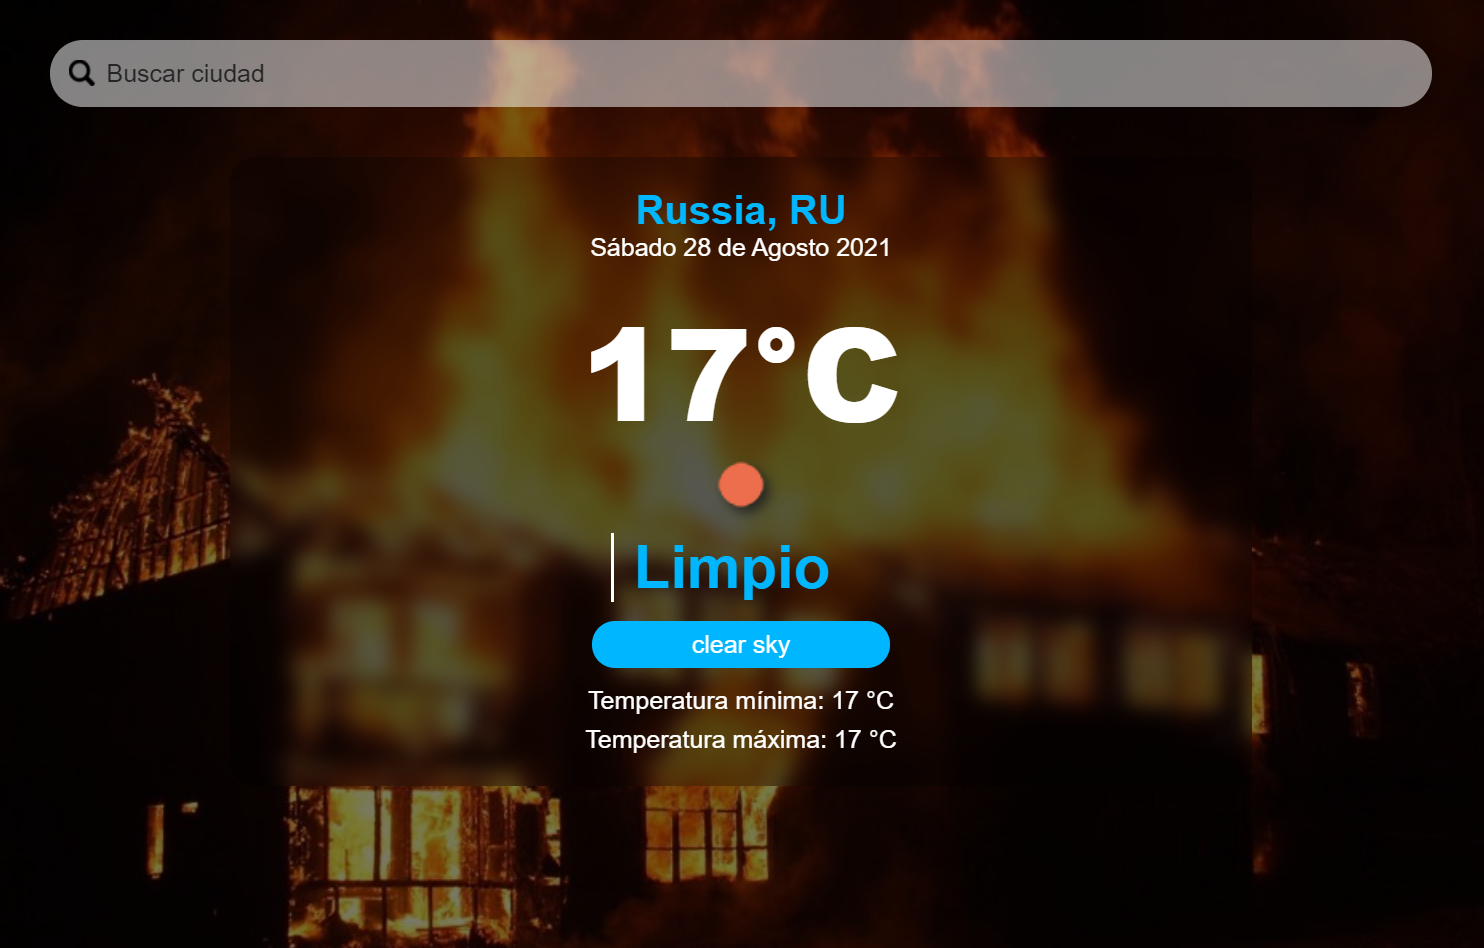 Buscar ciudad
Russia, RU
Sábado 28 de Agosto 2021
17°C
Limpio
clear sky
Temperatura mínima: 17 °C
Temperatura máxima: 17 °C